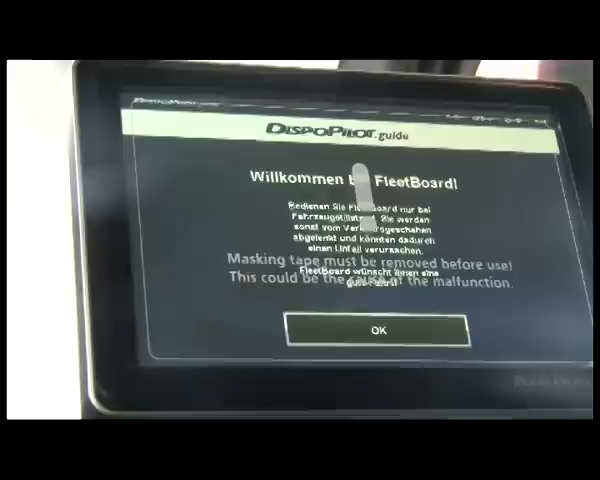 DISPOPILOT.guide
Willkommen FleetBoard!
Bedienen Sie FleetBoard nur bei
Fahrzeugstillstand. Sie werden
sonst vom Verkehrsgeschehen
abgelenkt und könnten dadurch
einen Unfall verursachen.
Masking tape must be removed before use!
FleetBoard wünscht Ihnen eine
This could be the cause of the malfunction.
OK